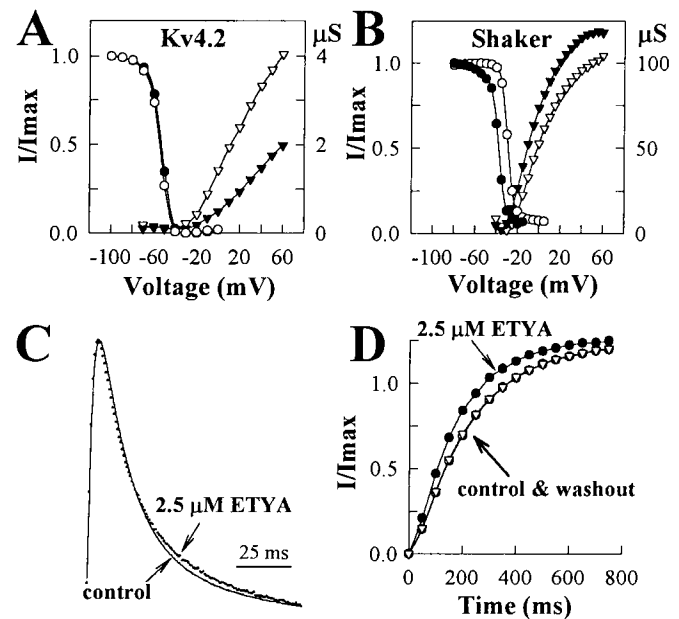 A
Kv4.2
µS
1.0
0.5
0.0
I/Imax
4
2
0
-100 -60 -20 20 60
Voltage (mV)
B
Shaker
µS
1.0
0.5
0.0
I/Imax
100
50
0
-100 -60 -20 20 60
Voltage (mV)
C
2.5 µM ETYA
control
25 ms
D
2.5 µM ETYA
1.0
0.5
0.0
I/Imax
control & washout
0 200 400 600 800
Time (ms)